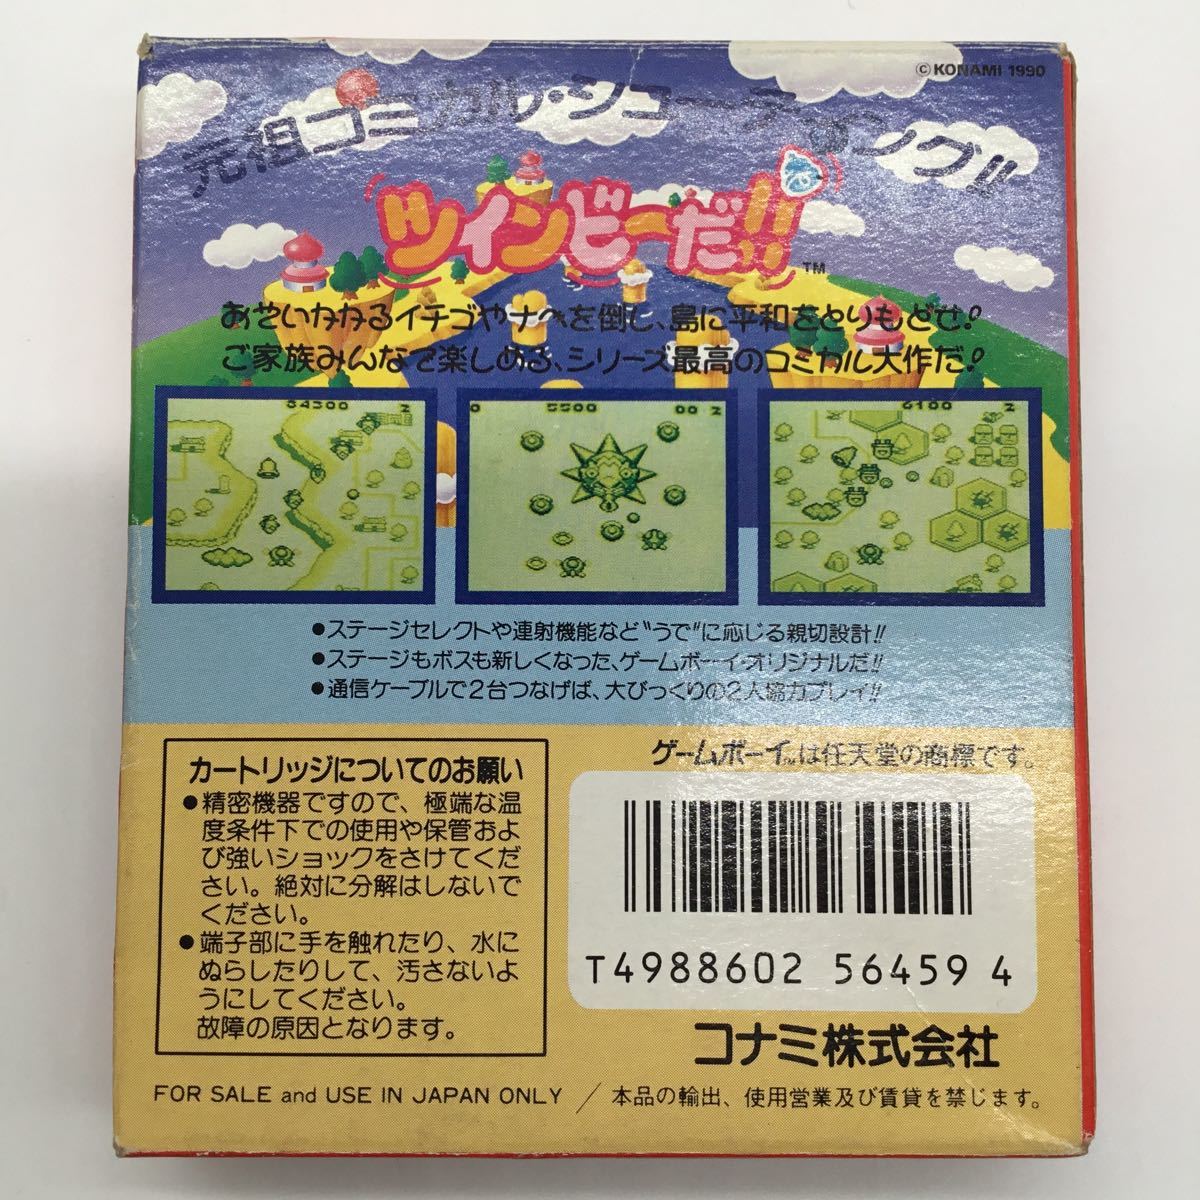 © KONAMI 1990
元祖コミカル・シューティング!!
ツインビーだ!!
TM
おそいかかるイチゴやナスを倒し、島に平和をとりもどせ!
ご家族みんなで楽しめる、シリーズ最高のコミカル大作だ!
34500 2
0 5500 00 2
6100 2
●ステージセレクトや連射機能など"うで"に応じる親切設計!!
●ステージもボスも新しくなった、ゲームボーイ・オリジナルだ!!
●通信ケーブルで2台つなげば、大びっくりの2人協力プレイ!!
カートリッジについてのお願い
●精密機器ですので、極端な温
度条件下での使用や保管およ
び強いショックをさけてくだ
さい。絶対に分解はしないで
ください。
●端子部に手を触れたり、水に
ぬらしたりして、汚さないよ
うにしてください。
故障の原因となります。
ゲームボーイ™は任天堂の商標です。
T4988602 56459 4
コナミ株式会社
FOR SALE and USE IN JAPAN ONLY / 本品の輸出、使用営業及び賃貸を禁じます。